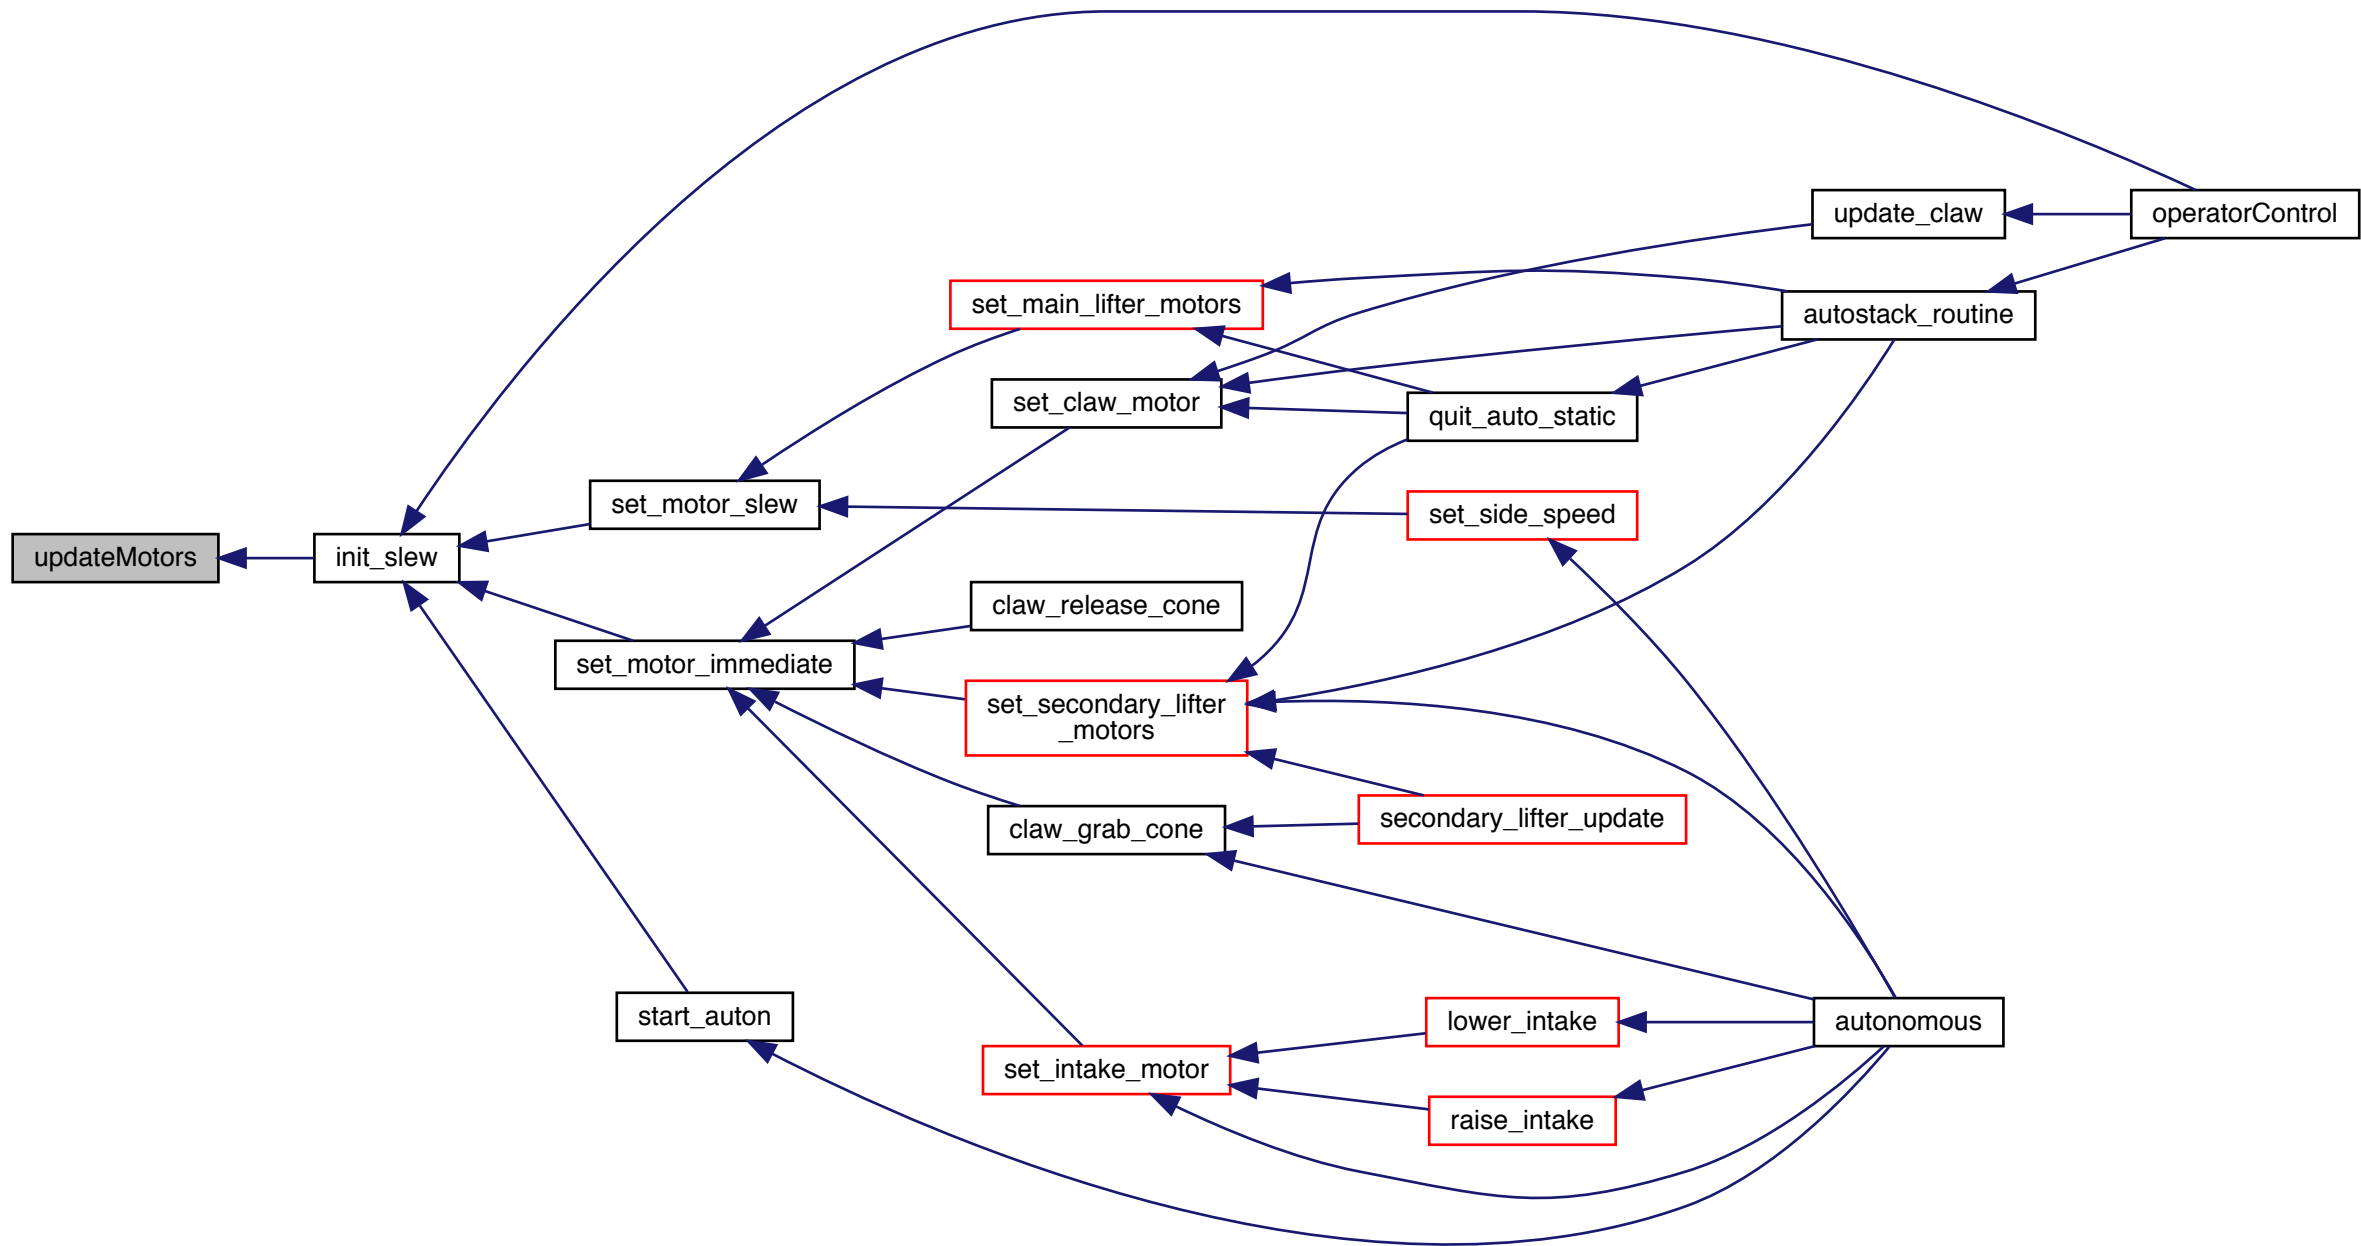 updateMotors
init_slew
set_motor_slew
set_motor_immediate
start_auton
set_main_lifter_motors
set_claw_motor
claw_release_cone
set_secondary_lifter
_motors
claw_grab_cone
set_intake_motor
quit_auto_static
set_side_speed
secondary_lifter_update
lower_intake
raise_intake
update_claw
autostack_routine
autonomous
operatorControl